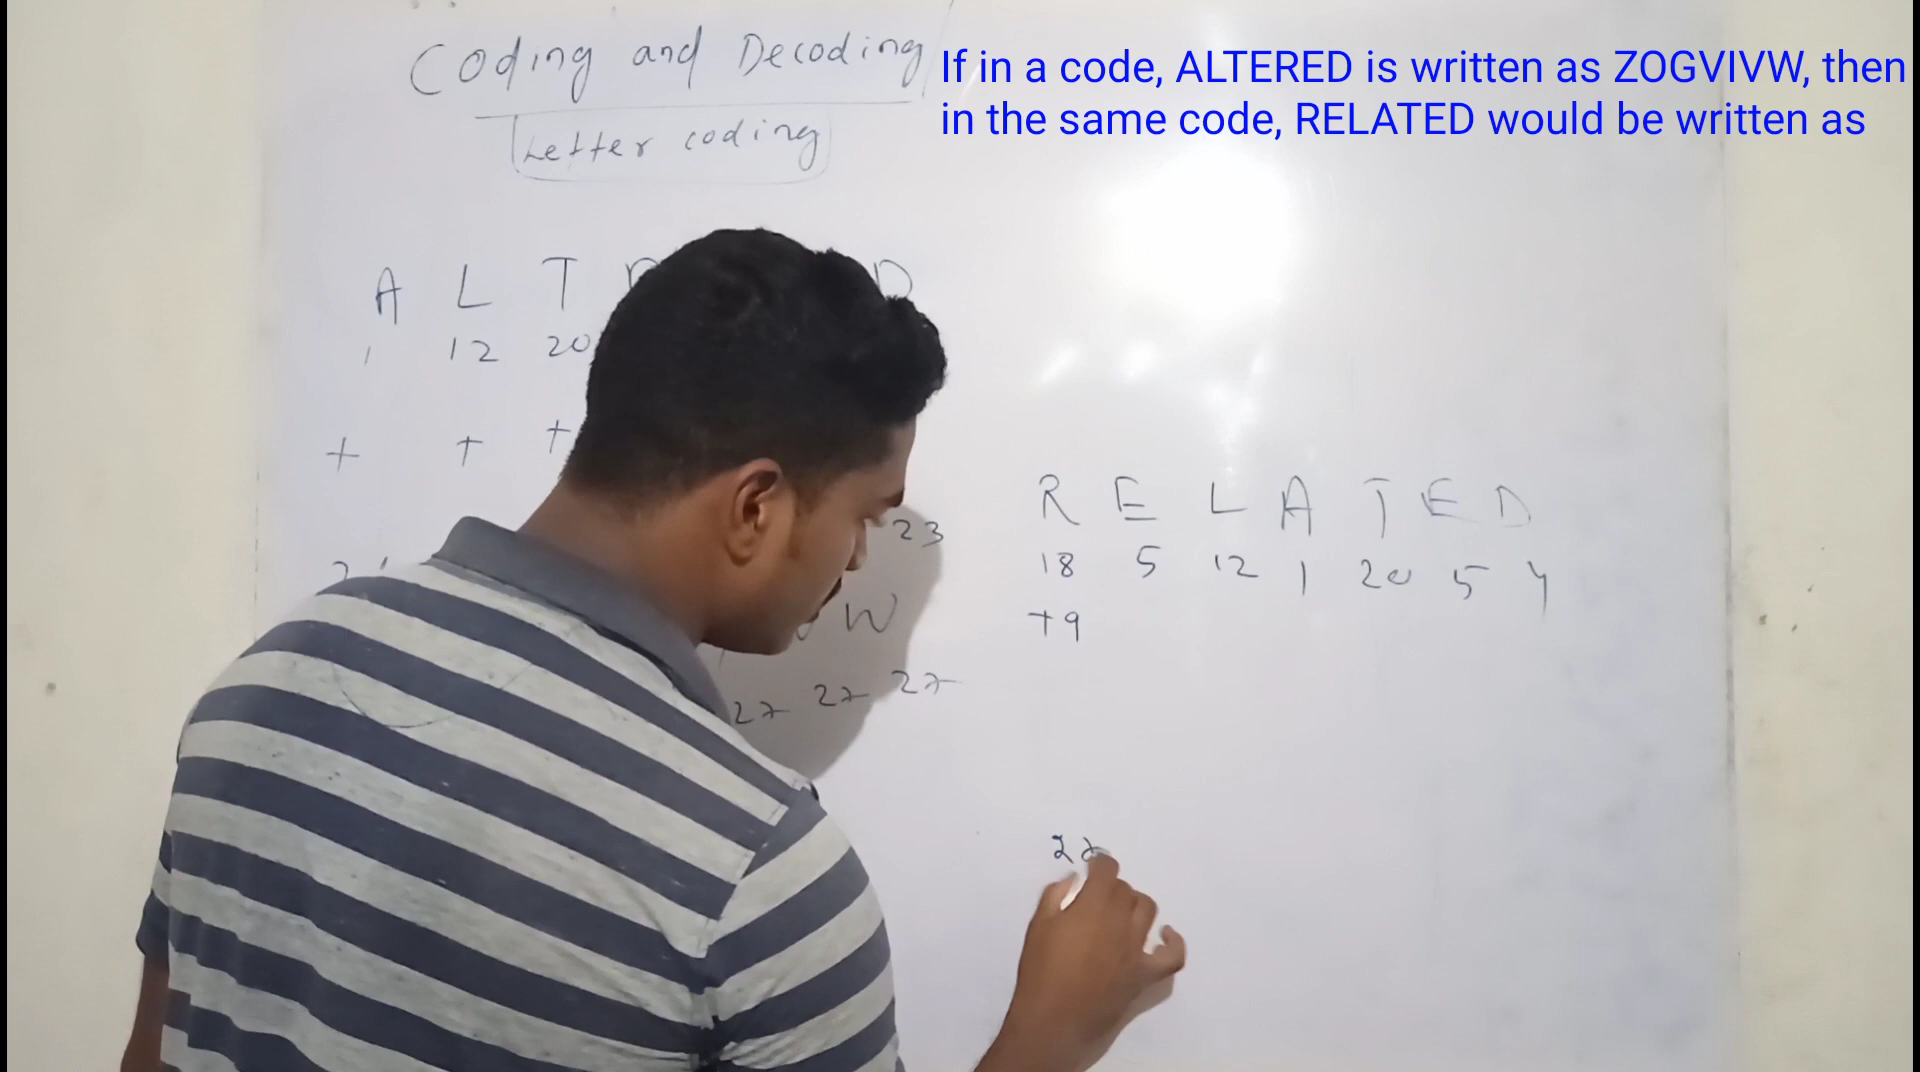 Coding and Decoding
Letter coding
If in a code, ALTERED is written as ZOGVIVW, then
in the same code, RELATED would be written as
A L T D
1 12 20
+ + +
23
W
27 27 27
R E L A T E D
18 5 12 1 20 5 4
+9
27